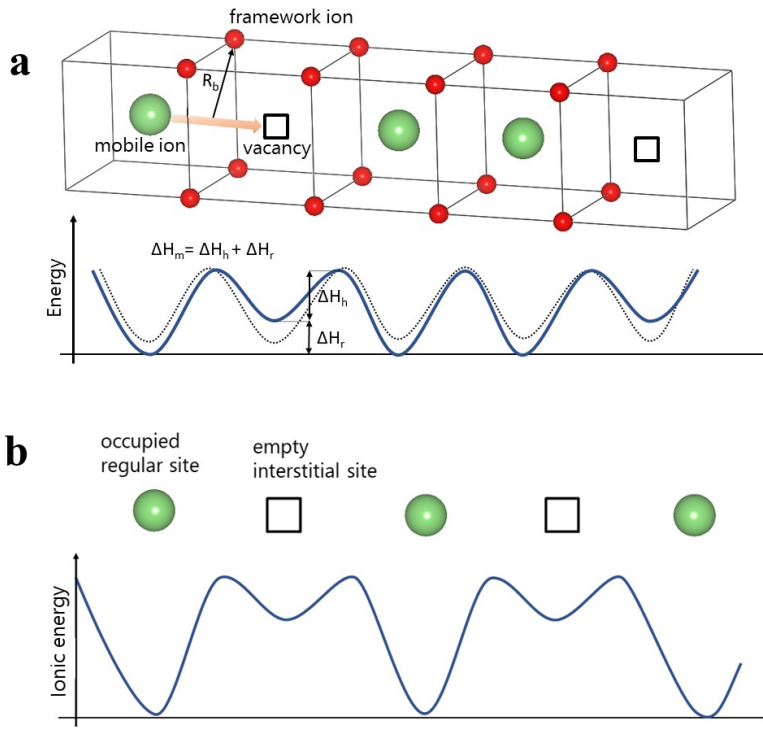 a
framework ion
R_b
mobile ion
vacancy
ΔH_m= ΔH_h + ΔH_r
Energy
ΔH_h
ΔH_r
b
occupied
regular site
empty
interstitial site
Ionic energy